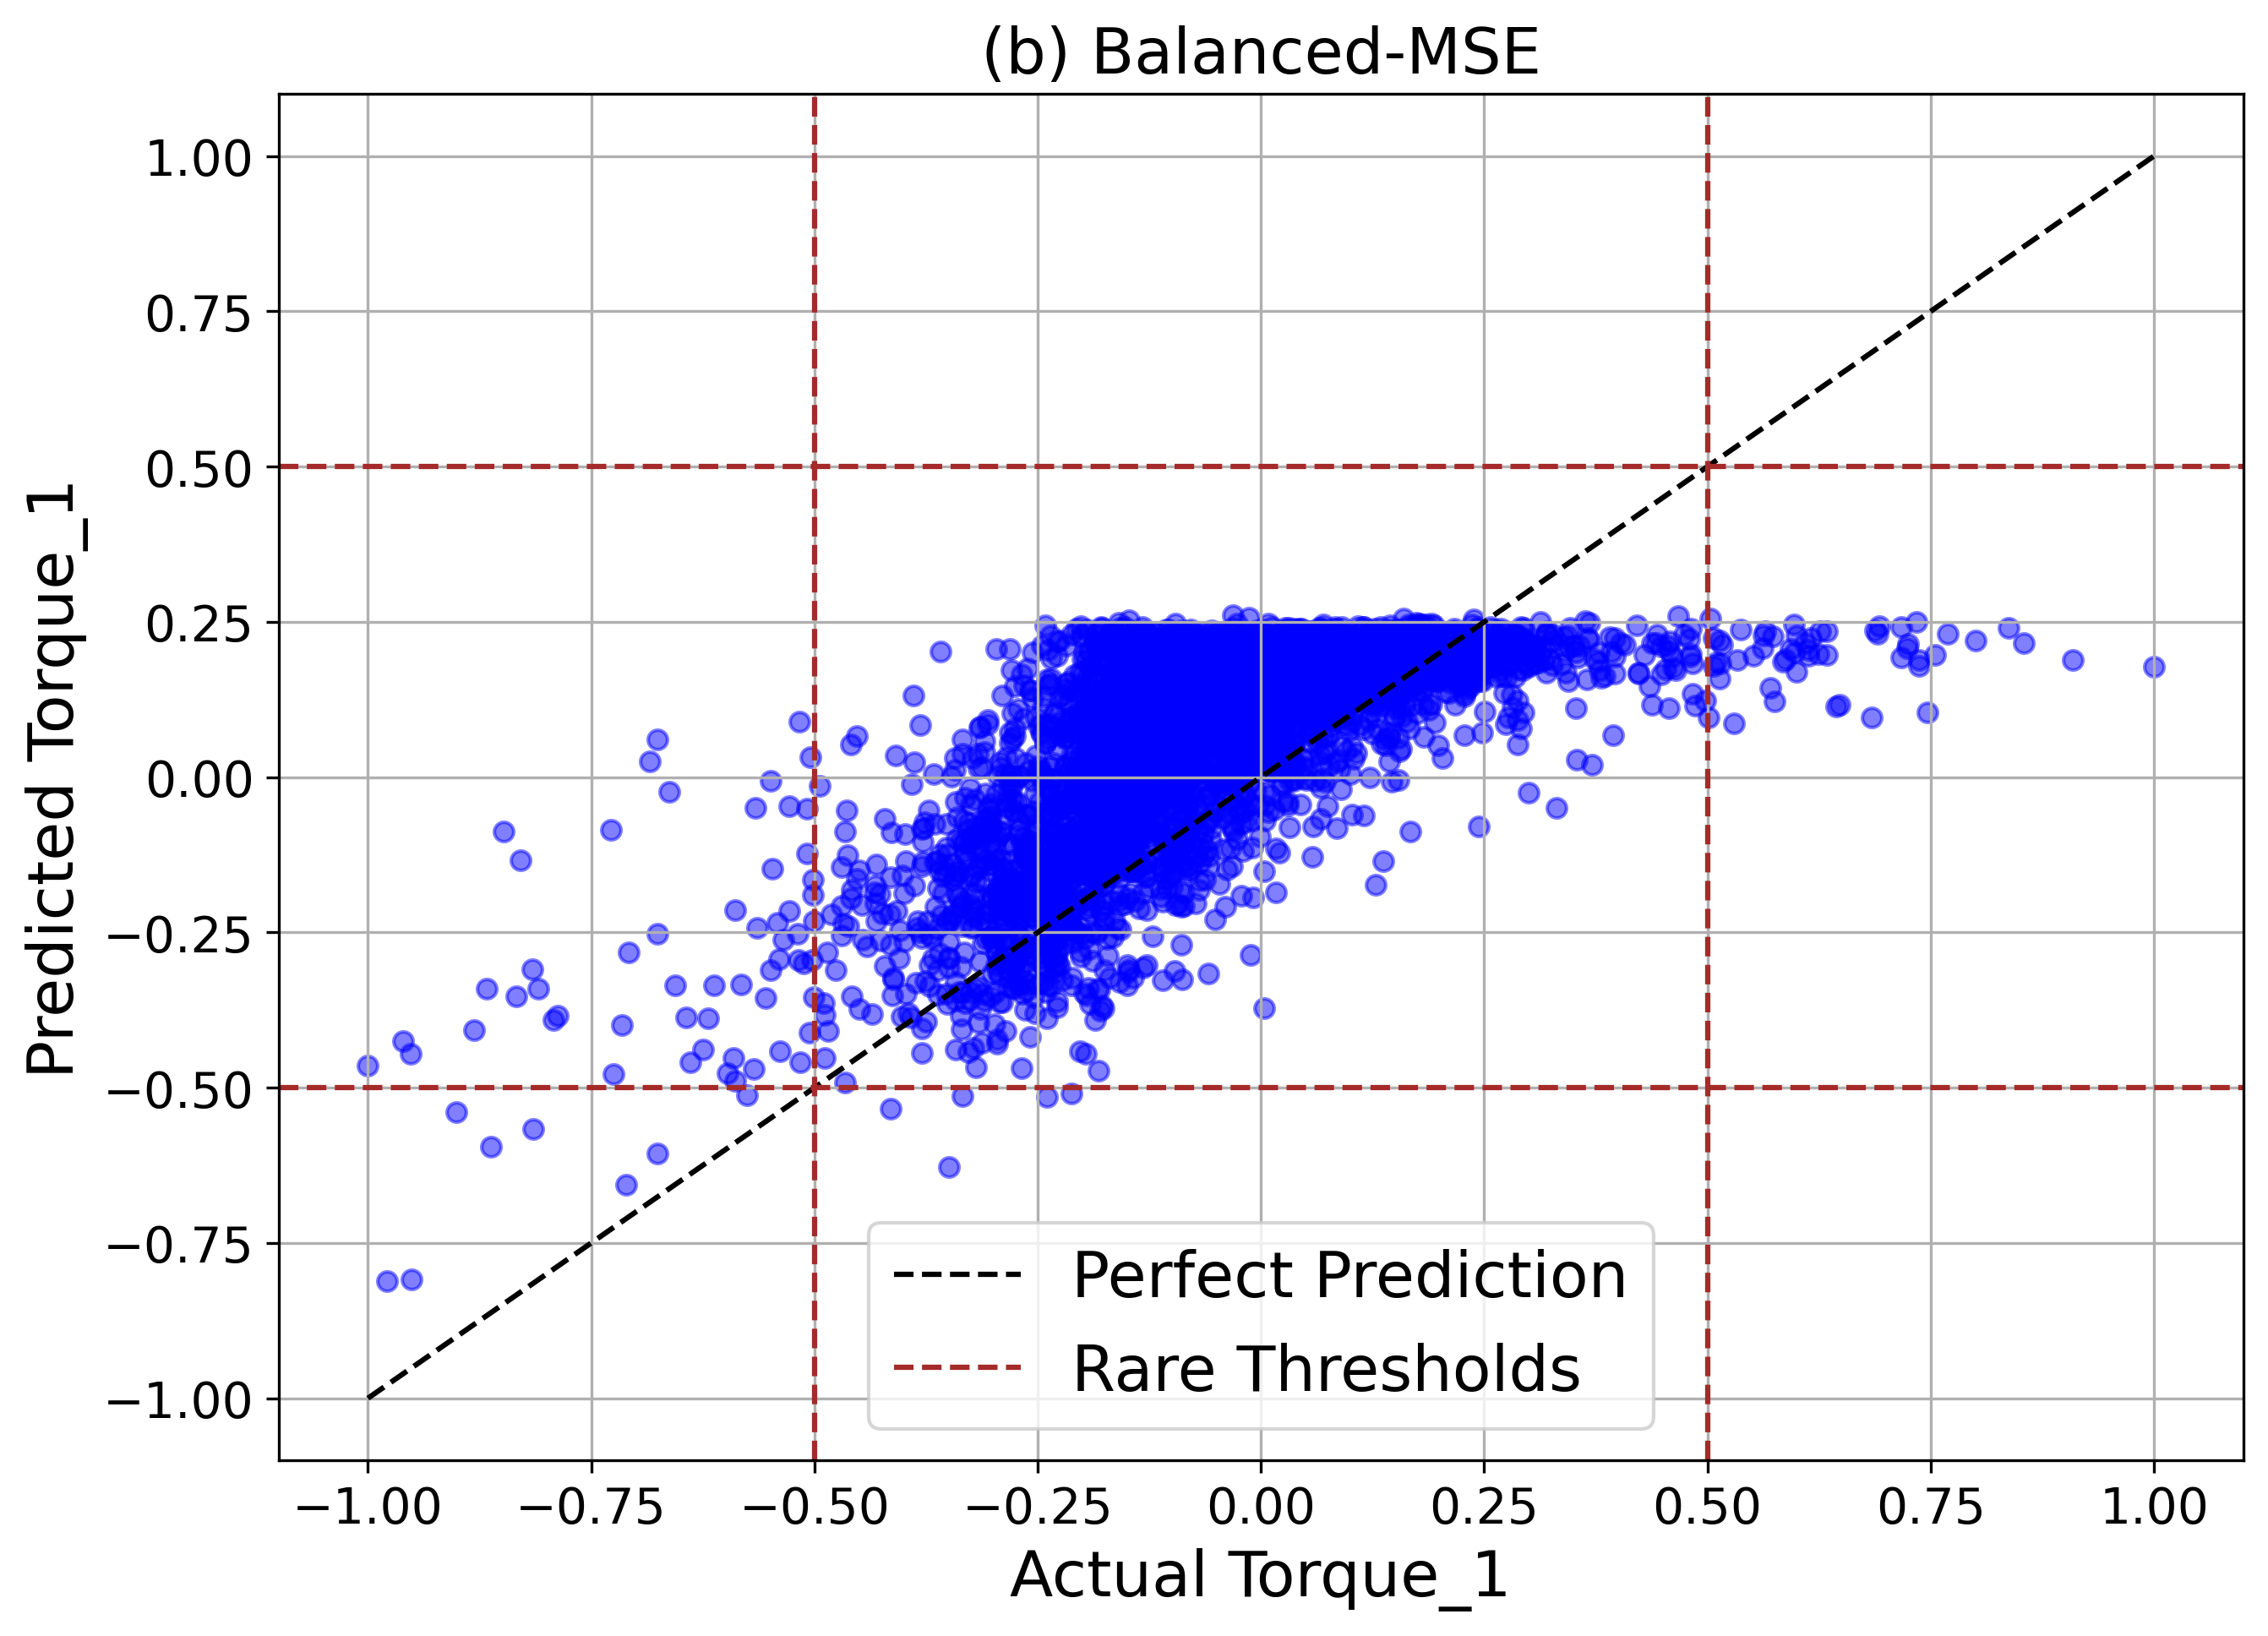 (b) Balanced-MSE
Predicted Torque_1
1.00
0.75
0.50
0.25
0.00
−0.25
−0.50
−0.75
−1.00
Perfect Prediction
Rare Thresholds
−1.00 −0.75 −0.50 −0.25 0.00 0.25 0.50 0.75 1.00
Actual Torque_1